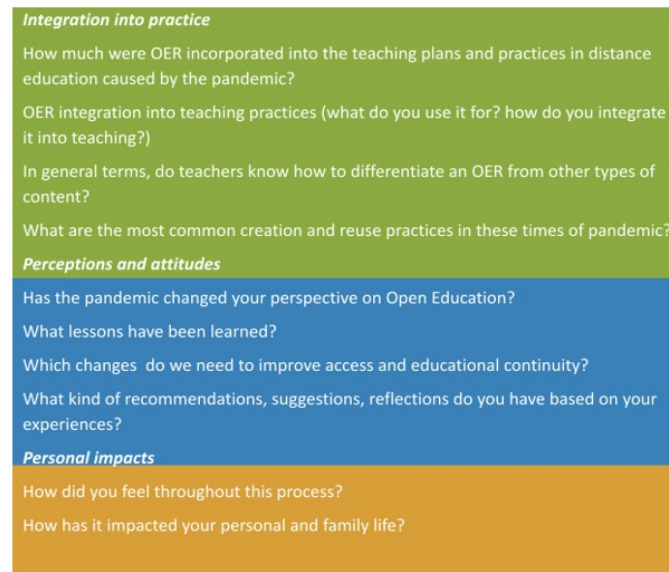 Integration into practice
How much were OER incorporated into the teaching plans and practices in distance
education caused by the pandemic?
OER integration into teaching practices (what do you use it for? how do you integrate
it into teaching?)
In general terms, do teachers know how to differentiate an OER from other types of
content?
What are the most common creation and reuse practices in these times of pandemic?
Perceptions and attitudes
Has the pandemic changed your perspective on Open Education?
What lessons have been learned?
Which changes do we need to improve access and educational continuity?
What kind of recommendations, suggestions, reflections do you have based on your
experiences?
Personal impacts
How did you feel throughout this process?
How has it impacted your personal and family life?